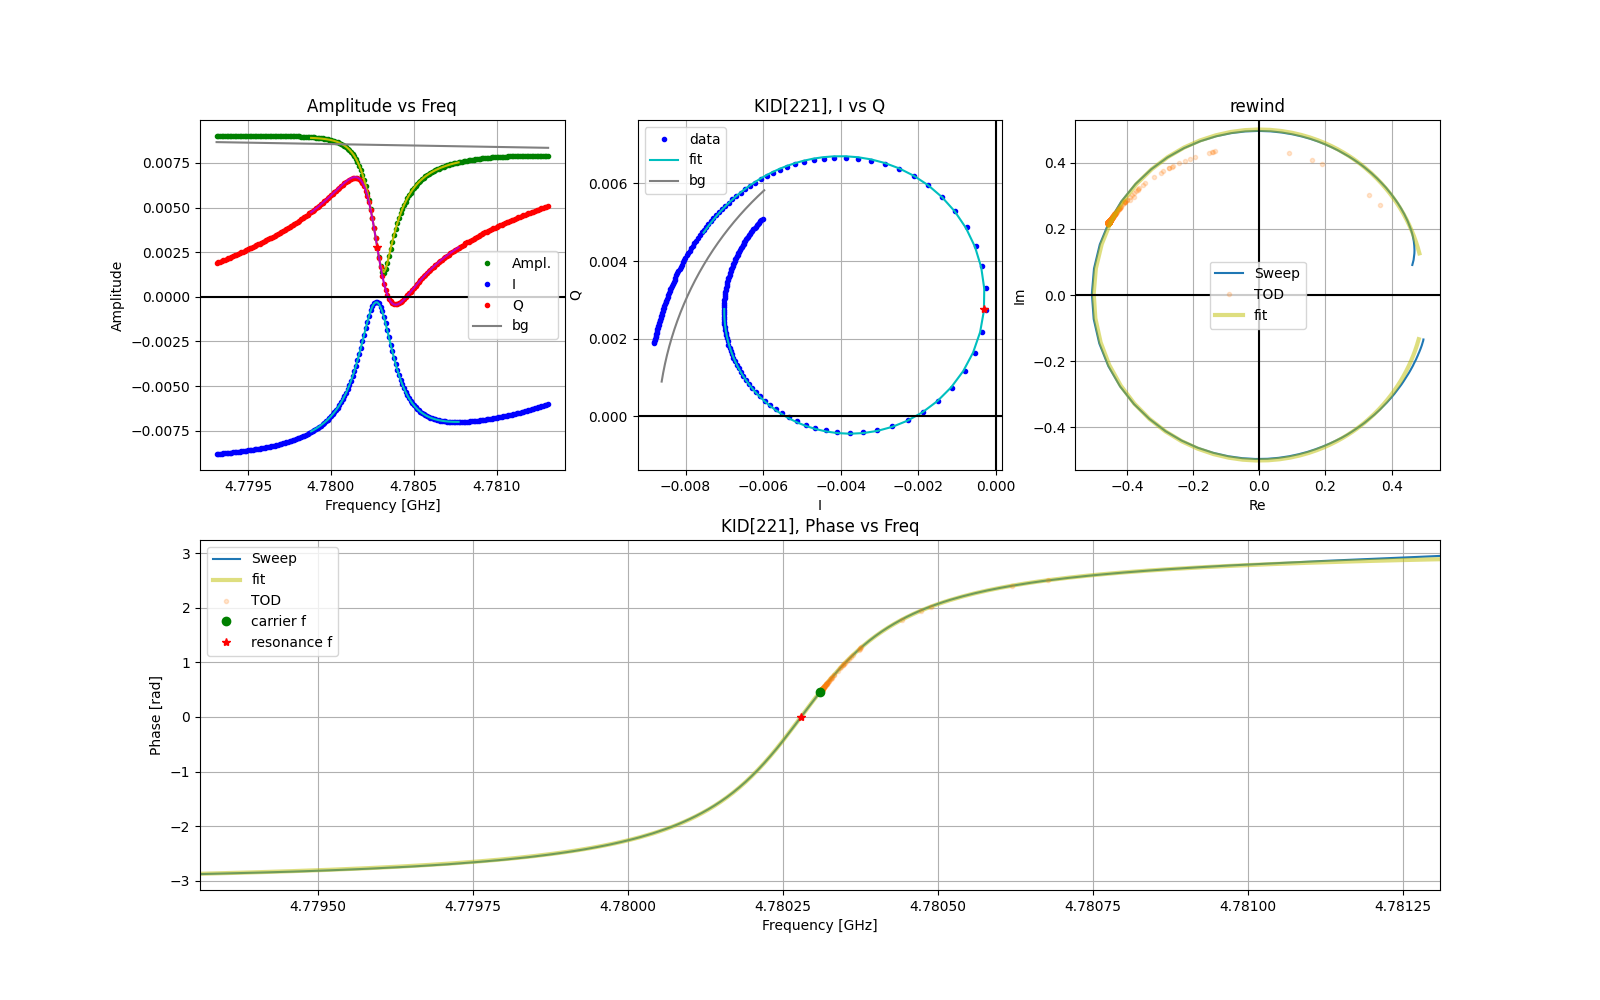 Amplitude vs Freq
Amplitude
0.0075
0.0050
0.0025
0.0000
−0.0025
−0.0050
−0.0075
4.7795
4.7800
4.7805
4.7810
Frequency [GHz]
Ampl.
I
Q
bg
KID[221], I vs Q
Q
0.006
0.004
0.002
0.000
−0.008
−0.006
−0.004
−0.002
0.000
I
data
fit
bg
rewind
Im
0.4
0.2
0.0
−0.2
−0.4
−0.4
−0.2
0.0
0.2
0.4
Re
Sweep
TOD
fit
KID[221], Phase vs Freq
Phase [rad]
3
2
1
0
−1
−2
−3
4.77950
4.77975
4.78000
4.78025
4.78050
4.78075
4.78100
4.78125
Frequency [GHz]
Sweep
fit
TOD
carrier f
resonance f